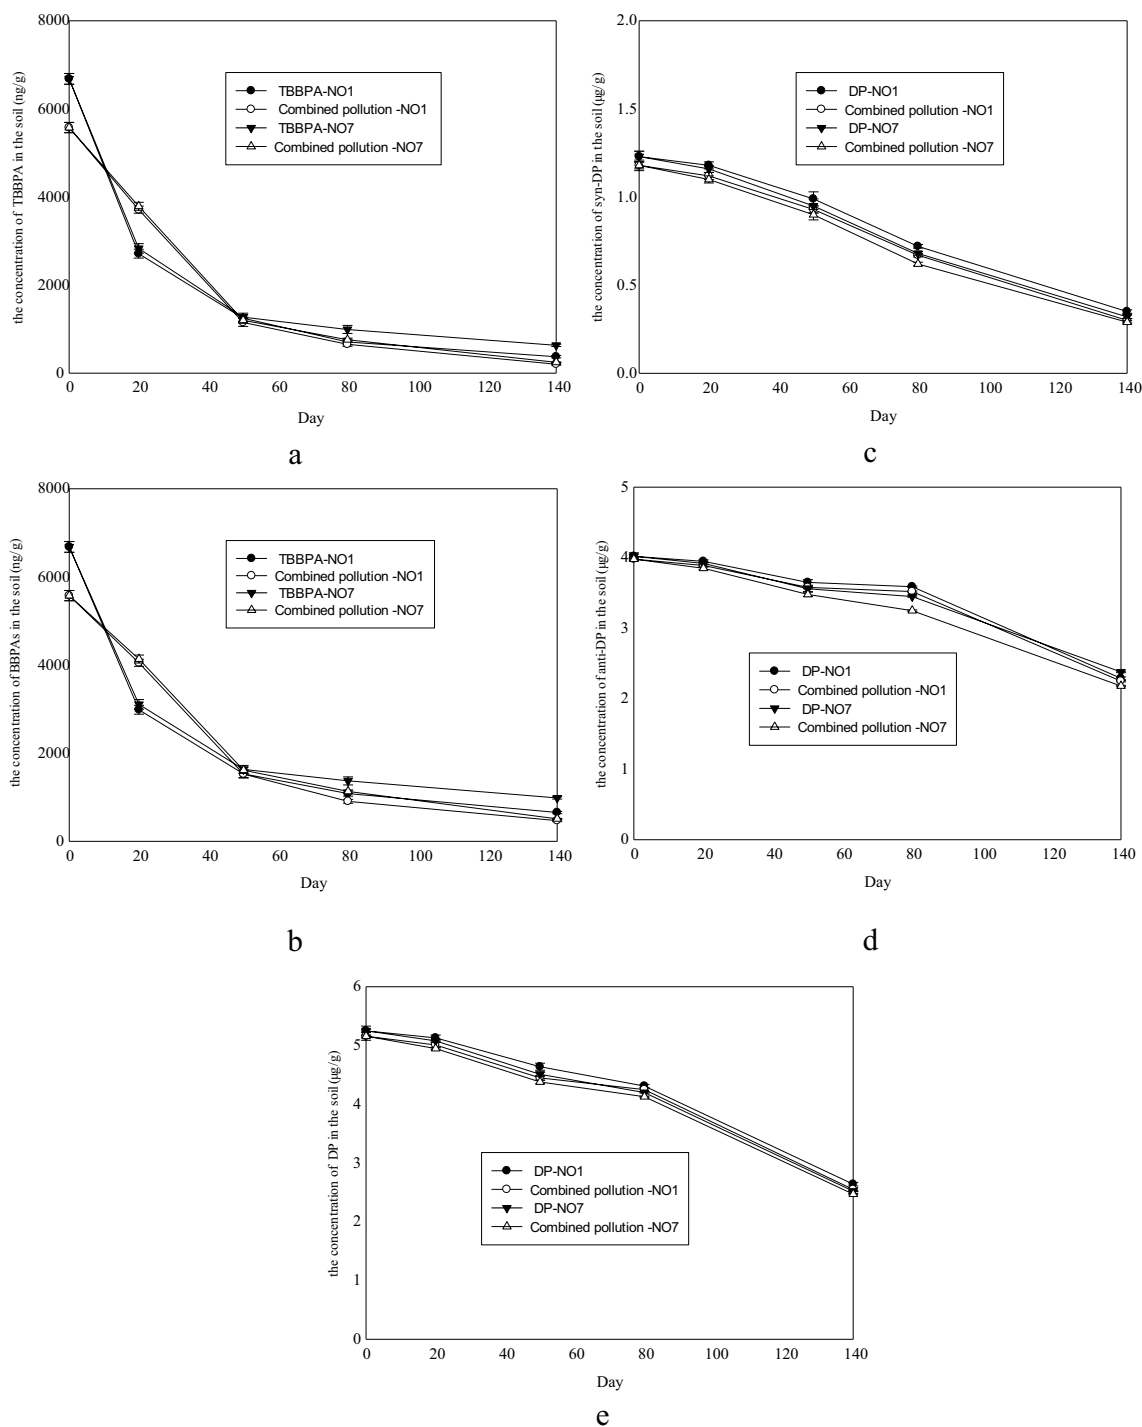 8000
6000
4000
2000
0
the concentration of TBBPA in the soil (ng/g)
TBBPA-NO1
Combined pollution -NO1
TBBPA-NO7
Combined pollution -NO7
0 20 40 60 80 100 120 140
Day
a
2.0
1.5
1.0
0.5
0.0
the concentration of syn-DP in the soil (μg/g)
DP-NO1
Combined pollution -NO1
DP-NO7
Combined pollution -NO7
0 20 40 60 80 100 120 140
Day
c
8000
6000
4000
2000
0
the concentration of BBPAs in the soil (ng/g)
TBBPA-NO1
Combined pollution -NO1
TBBPA-NO7
Combined pollution -NO7
0 20 40 60 80 100 120 140
Day
b
5
4
3
2
1
0
the concentration of anti-DP in the soil (μg/g)
DP-NO1
Combined pollution -NO1
DP-NO7
Combined pollution -NO7
0 20 40 60 80 100 120 140
Day
d
6
5
4
3
2
1
0
the concentration of DP in the soil (μg/g)
DP-NO1
Combined pollution -NO1
DP-NO7
Combined pollution -NO7
0 20 40 60 80 100 120 140
Day
e